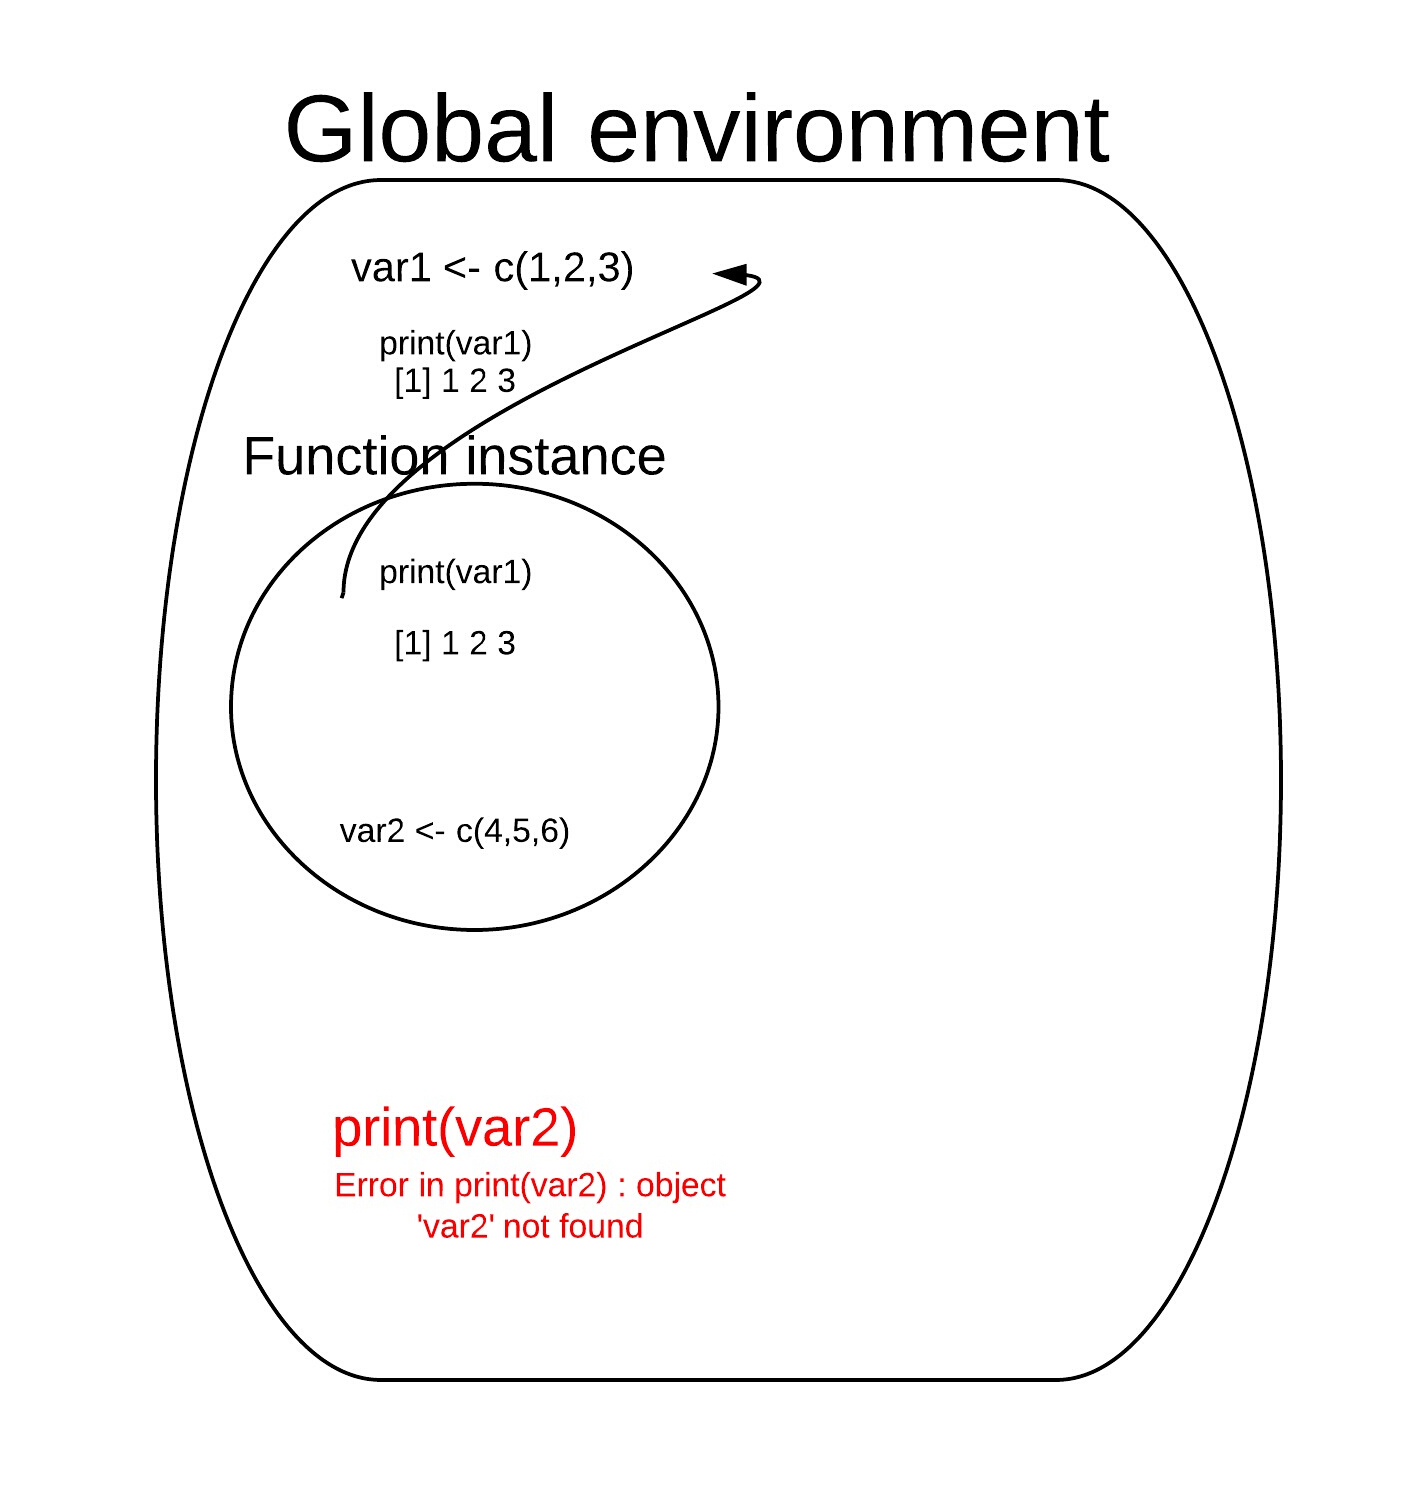 Global environment
var1 <- c(1,2,3)
print(var1)
[1] 1 2 3
Function instance
print(var1)
[1] 1 2 3
var2 <- c(4,5,6)
print(var2)
Error in print(var2) : object
'var2' not found